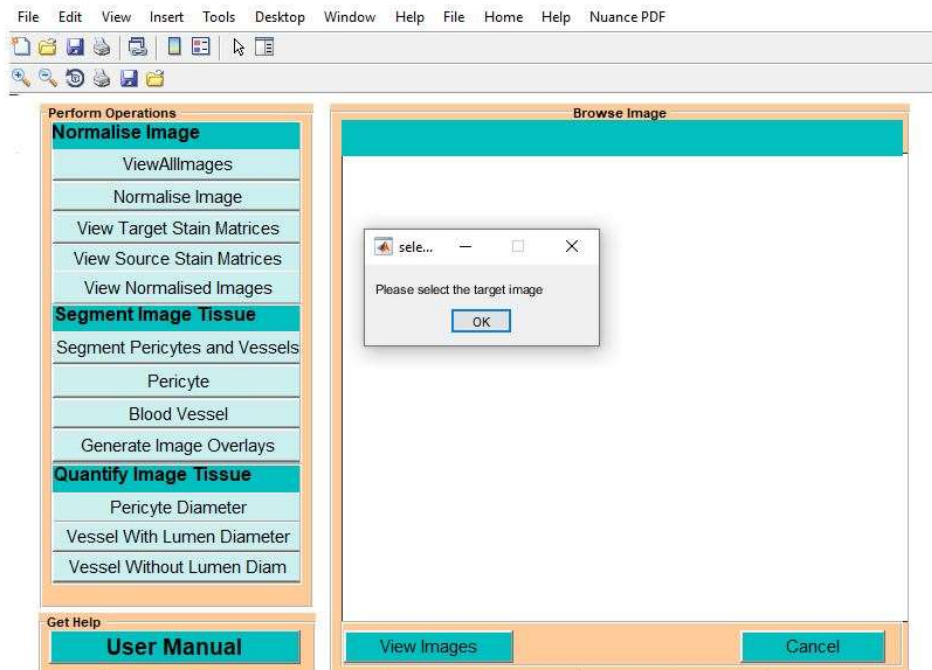 File Edit View Insert Tools Desktop Window Help File Home Help Nuance PDF
Perform Operations
Normalise Image
ViewAllImages
Normalise Image
View Target Stain Matrices
View Source Stain Matrices
View Normalised Images
Segment Image Tissue
Segment Pericytes and Vessels
Pericyte
Blood Vessel
Generate Image Overlays
Quantify Image Tissue
Pericyte Diameter
Vessel With Lumen Diameter
Vessel Without Lumen Diam
Get Help
User Manual
Browse Image
sele...
Please select the target image
OK
View Images
Cancel